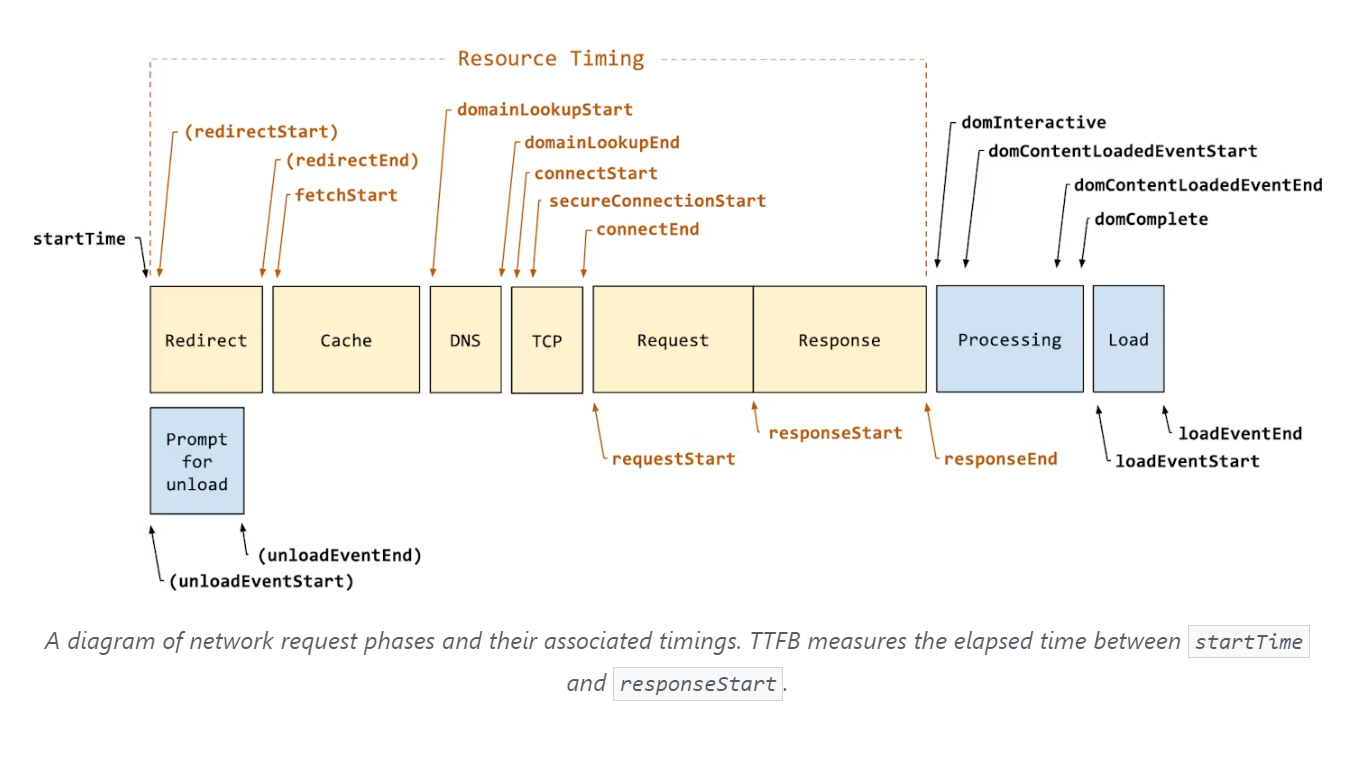 Resource Timing
domainLookupStart
(redirectStart)
domInteractive
domainLookupEnd
domContentLoadedEventStart
(redirectEnd)
connectStart
domContentLoadedEventEnd
fetchStart
secureConnectionStart
domComplete
connectEnd
startTime
Redirect
Cache
DNS
TCP
Request
Response
Processing
Load
Prompt
for
unload
responseStart
loadEventEnd
requestStart
responseEnd
loadEventStart
(unloadEventEnd)
(unloadEventStart)
A diagram of network request phases and their associated timings. TTFB measures the elapsed time between startTime
and responseStart.